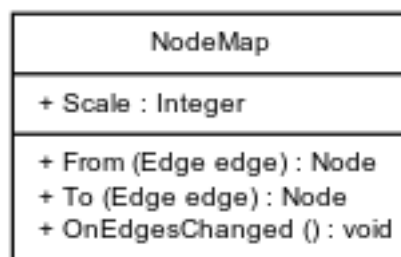 NodeMap
+ Scale : Integer
+ From (Edge edge) : Node
+ To (Edge edge) : Node
+ OnEdgesChanged () : void